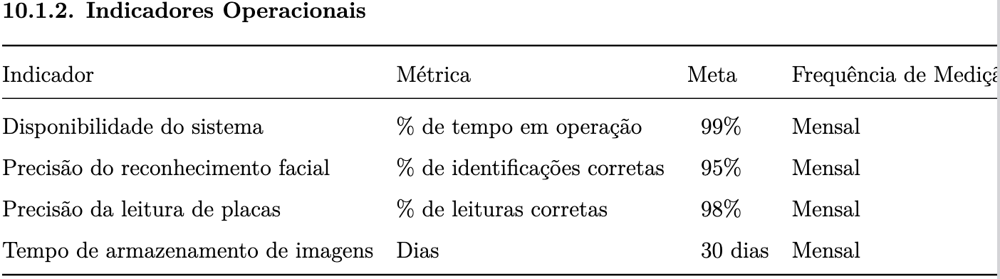 10.1.2. Indicadores Operacionais
Indicador Métrica Meta Frequência de Mediçã
Disponibilidade do sistema % de tempo em operação 99% Mensal
Precisão do reconhecimento facial % de identificações corretas 95% Mensal
Precisão da leitura de placas % de leituras corretas 98% Mensal
Tempo de armazenamento de imagens Dias 30 dias Mensal